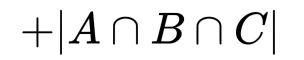 +|A ∩ B ∩ C|